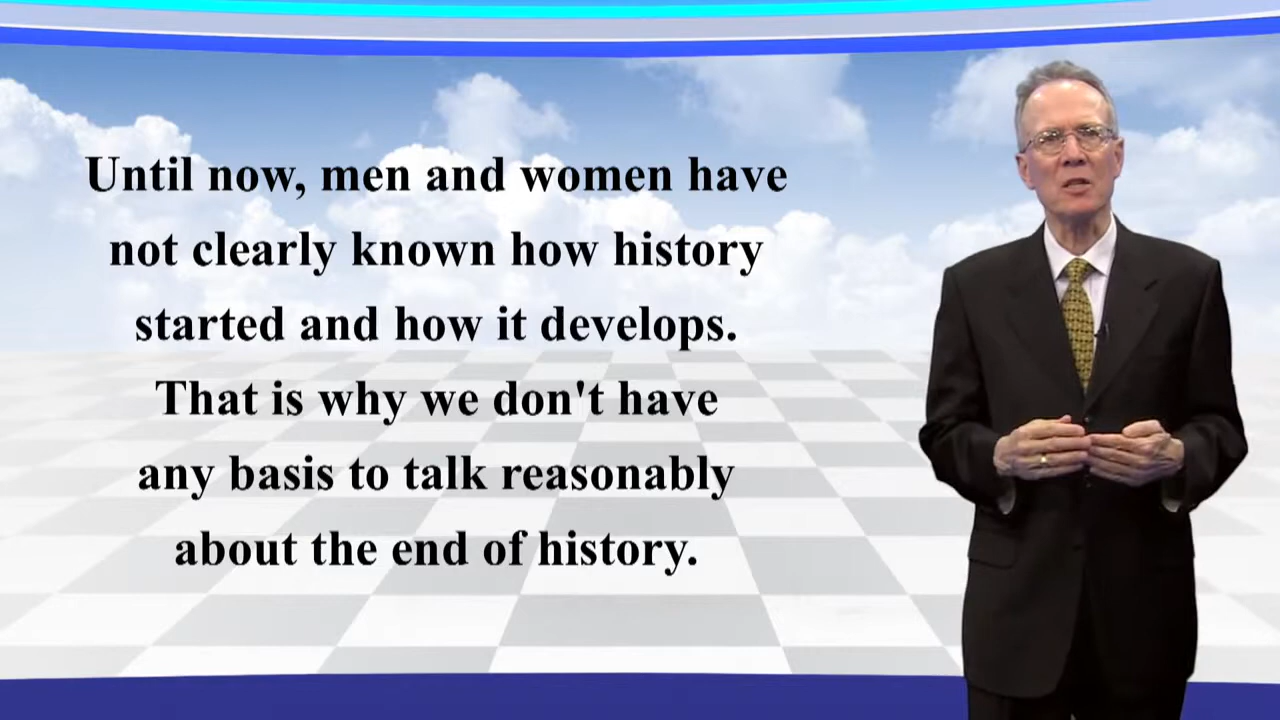 Until now, men and women have
not clearly known how history
started and how it develops.
That is why we don't have
any basis to talk reasonably
about the end of history.